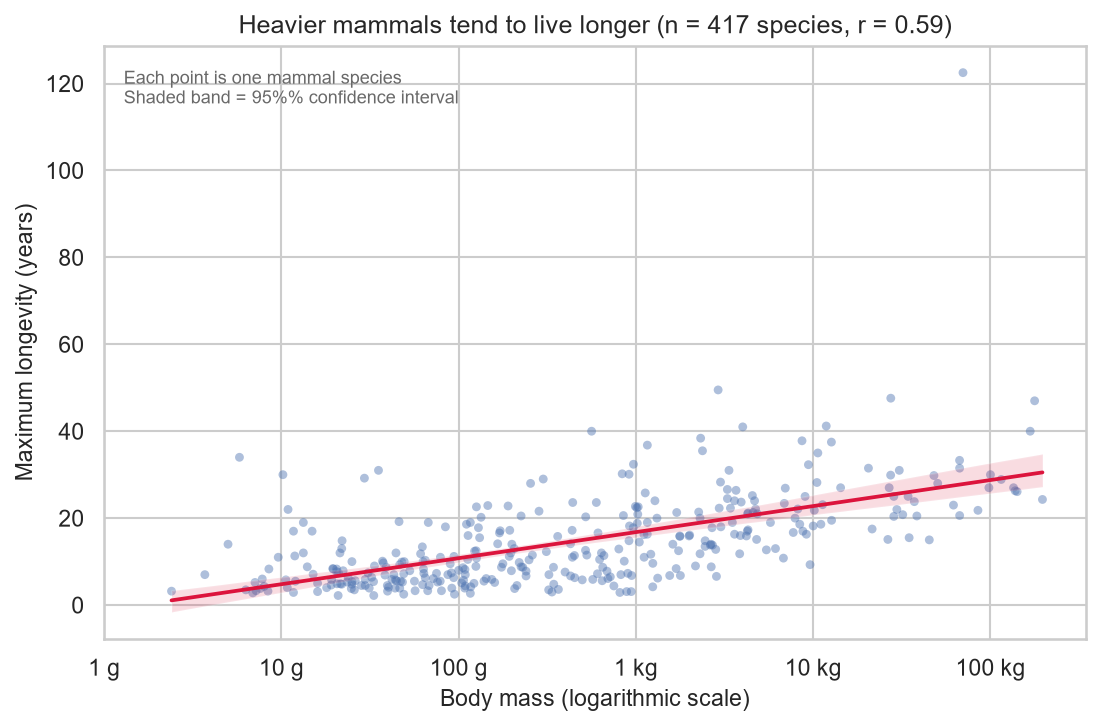 Heavier mammals tend to live longer (n = 417 species, r = 0.59)
Each point is one mammal species
Shaded band = 95%% confidence interval
120
100
80
60
40
20
0
Maximum longevity (years)
1 g
10 g
100 g
1 kg
10 kg
100 kg
Body mass (logarithmic scale)